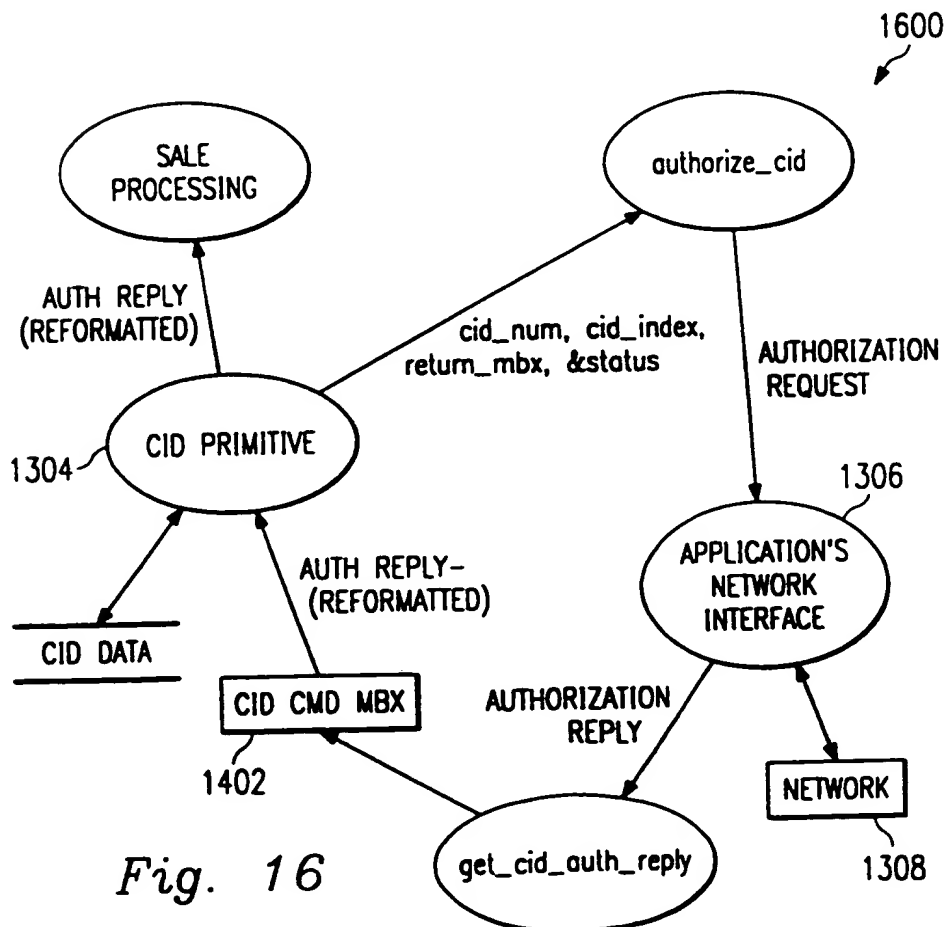 1600
SALE
PROCESSING
authorize_cid
AUTH REPLY
(REFORMATTED)
cid_num, cid_index,
return_mbx, &status
AUTHORIZATION
REQUEST
1304
CID PRIMITIVE
1306
APPLICATION'S
NETWORK
INTERFACE
AUTH REPLY-
(REFORMATTED)
CID DATA
CID CMD MBX
1402
AUTHORIZATION
REPLY
NETWORK
1308
get_cid_auth_reply
Fig. 16